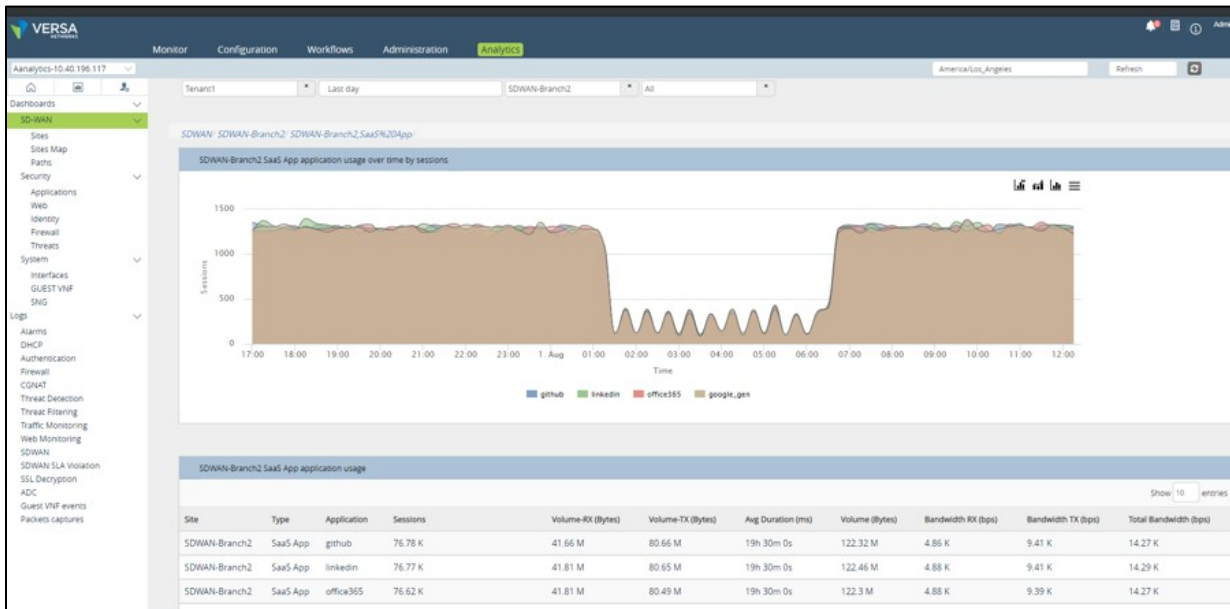 VERSA
NETWORKS
Monitor Configuration Workflows Administration Analytics
Aanalytics-10.40.196.117
America/Los_Angeles Refresh
Tenant1 × Last day SDWAN-Branch2 × All ×
Dashboards
SD-WAN
Sites
Sites Map
Paths
Security
Applications
Web
Identity
Firewall
Threats
System
Interfaces
GUEST VNF
SNG
Logs
Alarms
DHCP
Authentication
Firewall
CGNAT
Threat Detection
Threat Filtering
Traffic Monitoring
Web Monitoring
SDWAN
SDWAN SLA Violation
SSL Decryption
ADC
Guest VNF events
Packets captures
SDWAN/ SDWAN-Branch2/ SDWAN-Branch2,SaaS%20App/
SDWAN-Branch2 SaaS App application usage over time by sessions
Sessions
1500
1000
500
0
17:00 18:00 19:00 20:00 21:00 22:00 23:00 1. Aug 01:00 02:00 03:00 04:00 05:00 06:00 07:00 08:00 09:00 10:00 11:00 12:00
Time
github linkedin office365 google_gen
SDWAN-Branch2 SaaS App application usage
Show 10 entries
Site Type Application Sessions Volume-RX (Bytes) Volume-TX (Bytes) Avg Duration (ms) Volume (Bytes) Bandwidth RX (bps) Bandwidth TX (bps) Total Bandwidth (bps)
SDWAN-Branch2 SaaS App github 76.78 K 41.66 M 80.66 M 19h 30m 0s 122.32 M 4.86 K 9.41 K 14.27 K
SDWAN-Branch2 SaaS App linkedin 76.77 K 41.81 M 80.65 M 19h 30m 0s 122.46 M 4.88 K 9.41 K 14.29 K
SDWAN-Branch2 SaaS App office365 76.62 K 41.81 M 80.49 M 19h 30m 0s 122.3 M 4.88 K 9.39 K 14.27 K